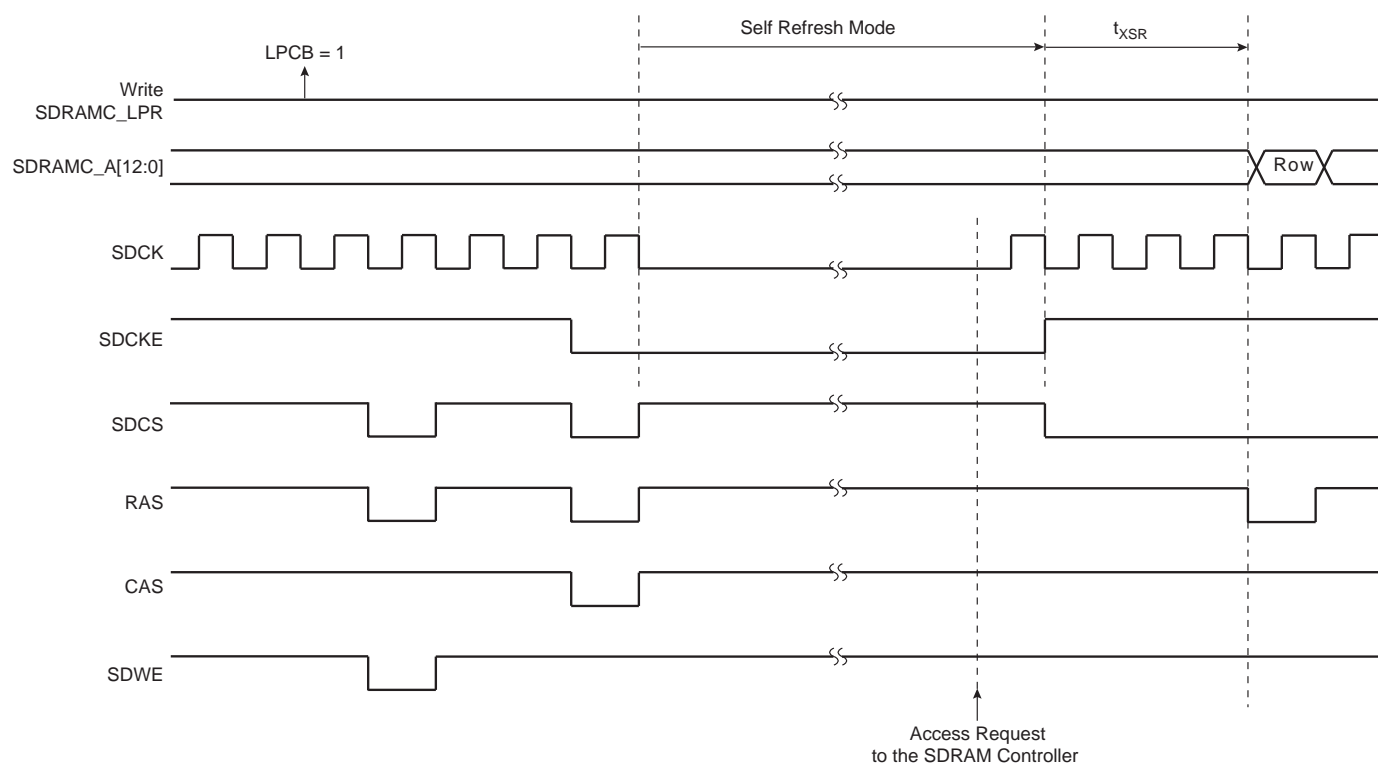 Self Refresh Mode
tXSR
LPCB = 1
Write
SDRAMC_LPR
SDRAMC_A[12:0]
Row
SDCK
SDCKE
SDCS
RAS
CAS
SDWE
Access Request
to the SDRAM Controller